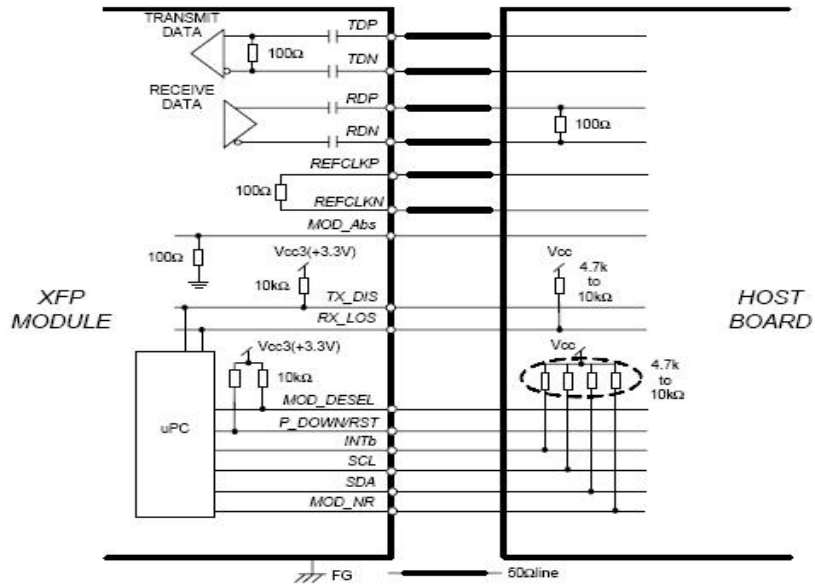 TRANSMIT
DATA
TDP
100Ω
TDN
RECEIVE
DATA
RDP
100Ω
RDN
REFCLKP
100Ω
REFCLKN
MOD_Abs
100Ω
Vcc3(+3.3V)
10kΩ
TX_DIS
RX_LOS
Vcc
4.7k
to
10kΩ
XFP
MODULE
HOST
BOARD
Vcc3(+3.3V)
10kΩ
Vcc
4.7k
to
10kΩ
MOD_DESEL
P_DOWN/RST
uPC
INTb
SCL
SDA
MOD_NR
FG
50Ωline